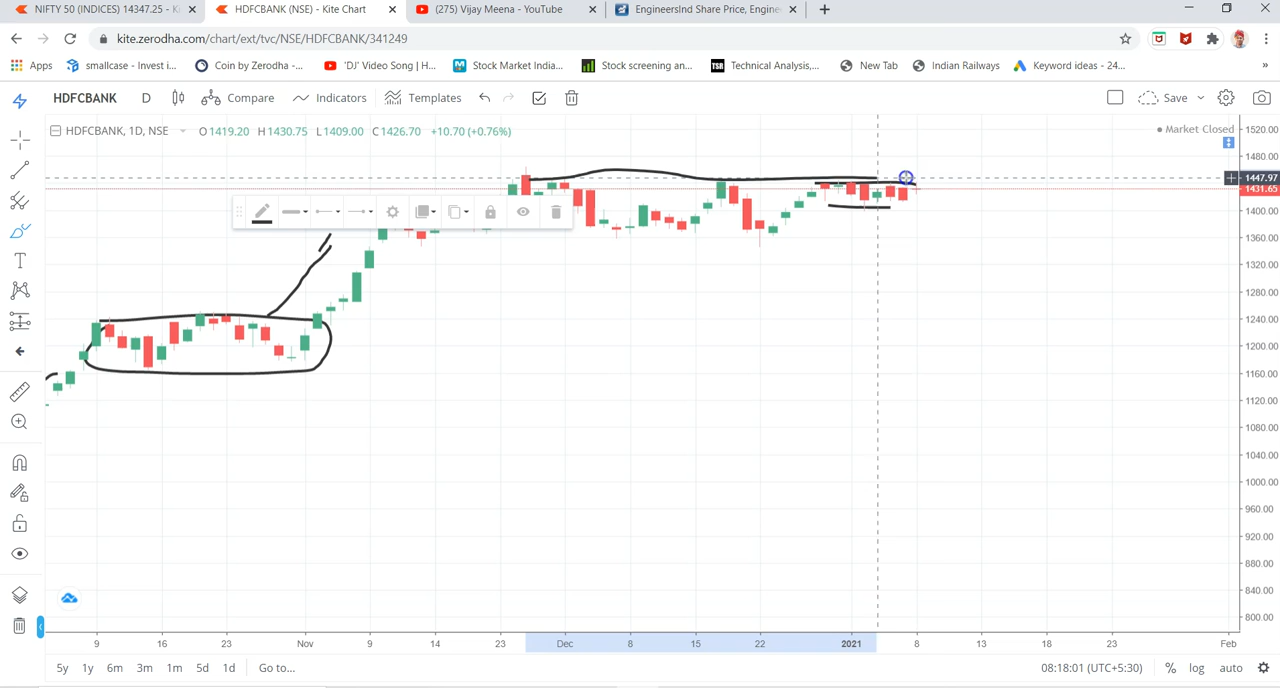 NIFTY 50 (INDICES) 14347.25 - Ki
HDFCBANK (NSE) - Kite Chart
(275) Vijay Meena - YouTube
EngineersInd Share Price, Engine
kite.zerodha.com/chart/ext/tvc/NSE/HDFCBANK/341249
Apps
smallcase - Invest i...
Coin by Zerodha -...
'DJ' Video Song | H...
Stock Market India...
Stock screening an...
TSR
Technical Analysis,...
New Tab
Indian Railways
Keyword ideas - 24...
»
HDFCBANK
D
Compare
Indicators
Templates
Save
HDFCBANK, 1D, NSE
O1419.20 H1430.75 L1409.00 C1426.70 +10.70 (+0.76%)
Market Closed
1520.00
1480.00
1447.97
1431.65
1400.00
1360.00
1320.00
1280.00
1240.00
1200.00
1160.00
1120.00
1080.00
1040.00
1000.00
960.00
920.00
880.00
840.00
800.00
9
16
23
Nov
9
14
23
Dec
8
15
22
2021
8
13
18
23
Feb
5y
1y
6m
3m
1m
5d
1d
Go to...
08:18:01 (UTC+5:30)
%
log
auto
T